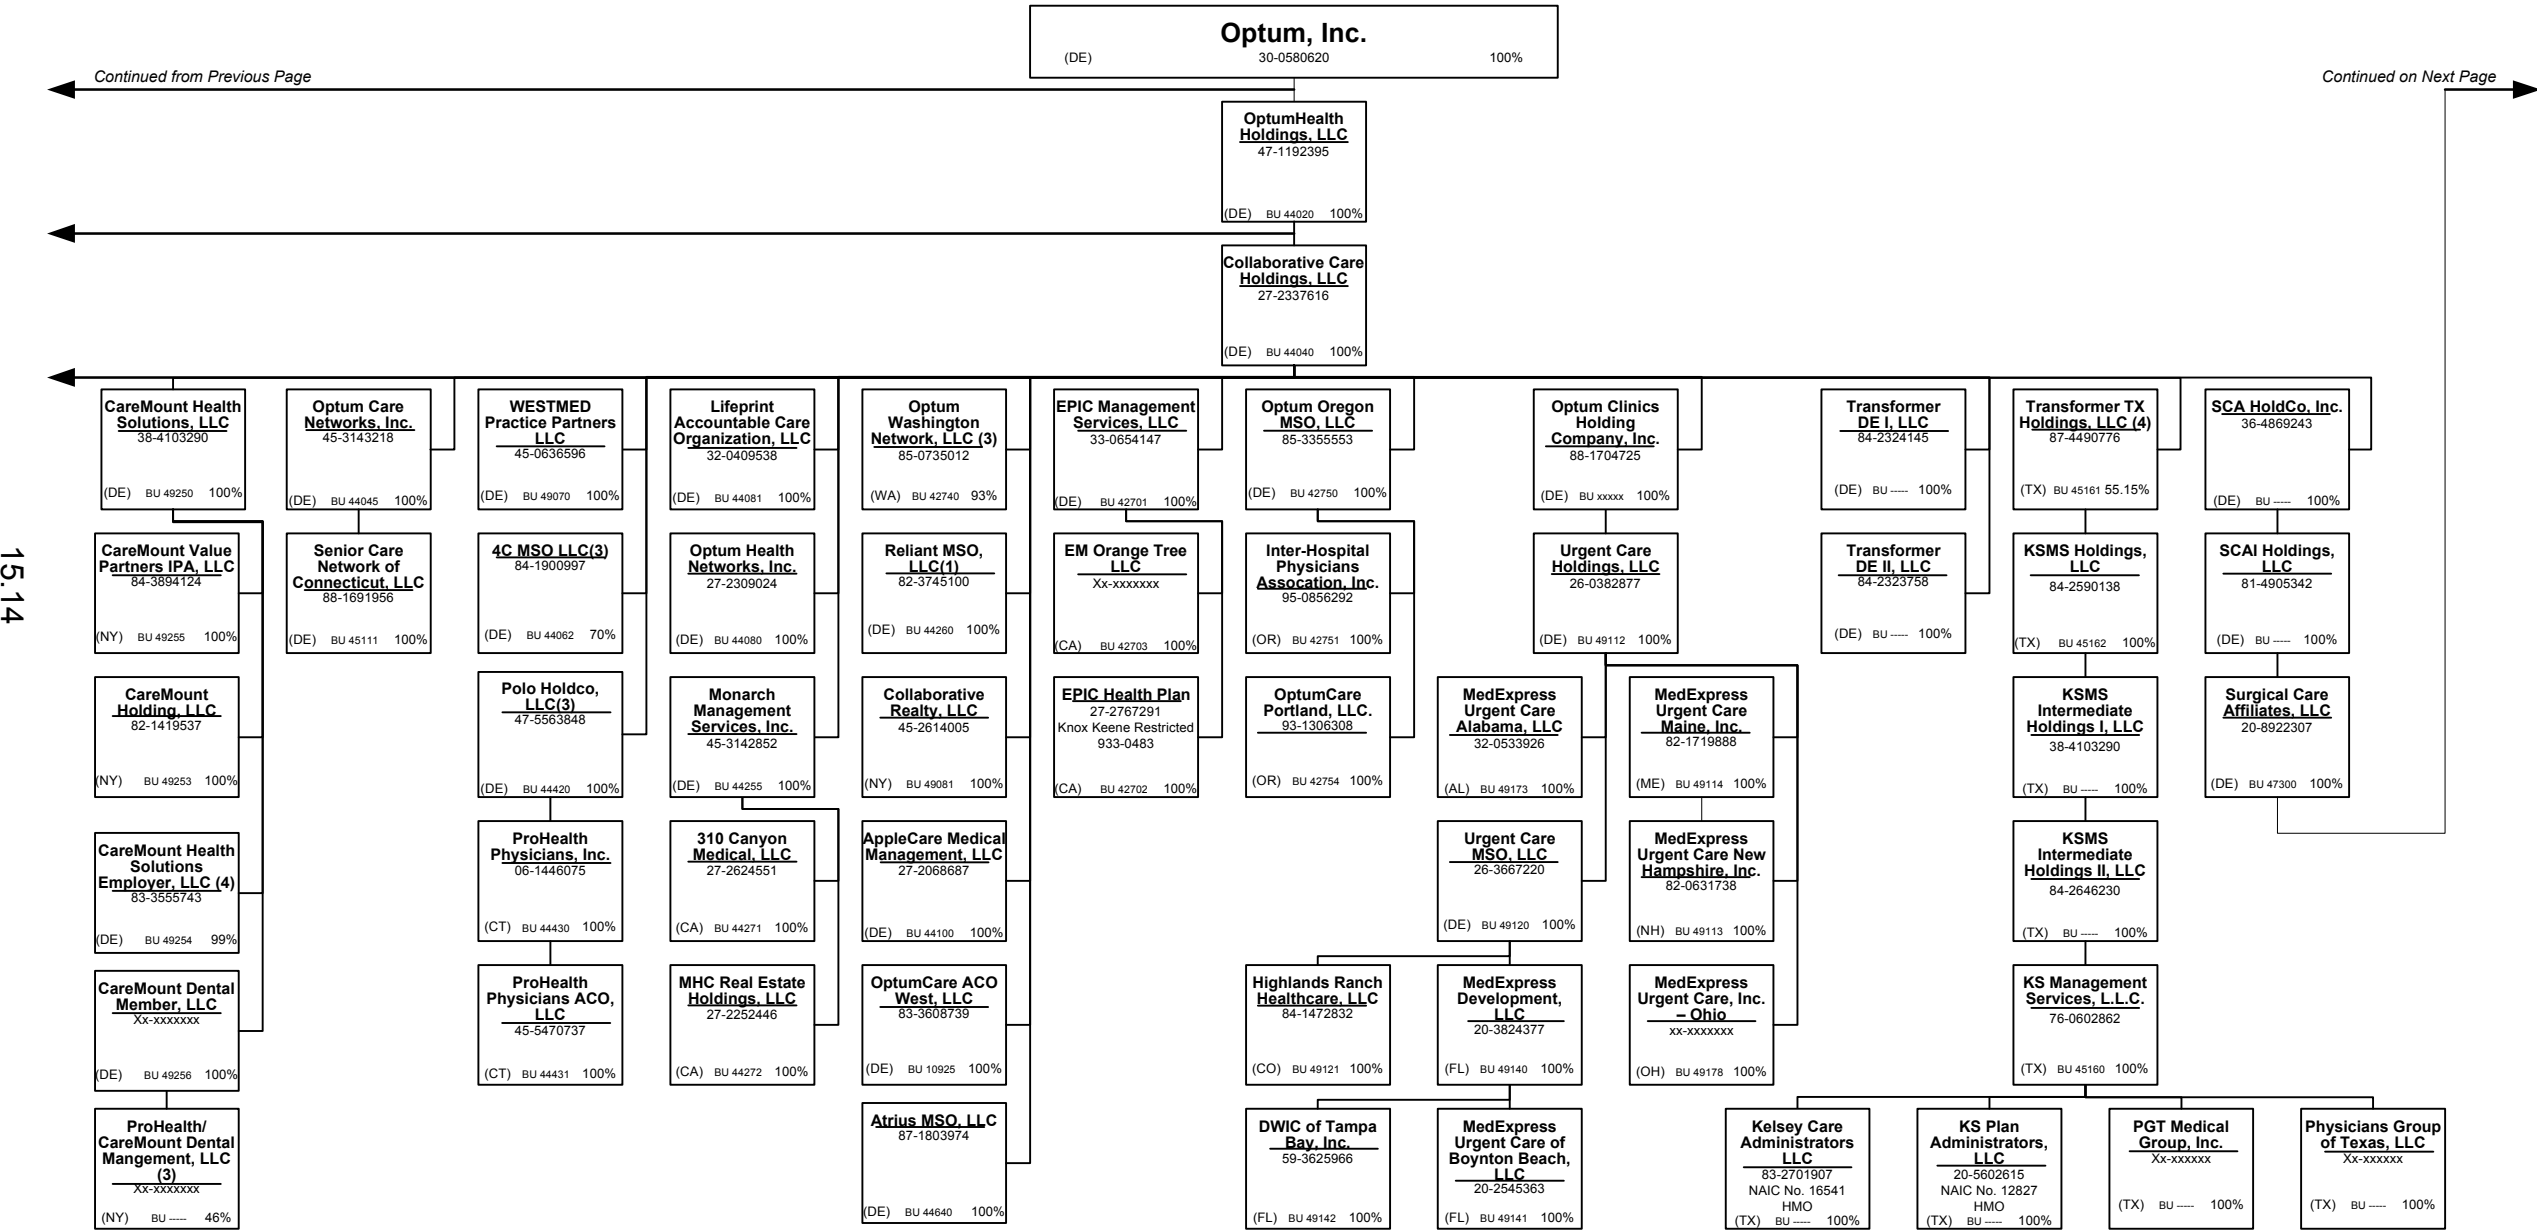 Optum, Inc.
(DE) 30-0580620 100%
Continued from Previous Page
Continued on Next Page
OptumHealth
Holdings, LLC
47-1192395
(DE) BU 44020 100%
Collaborative Care
Holdings, LLC
27-2337616
(DE) BU 44040 100%
CareMount Health
Solutions, LLC
38-4103290
(DE) BU 49250 100%
Optum Care
Networks, Inc.
45-3143218
(DE) BU 44045 100%
WESTMED
Practice Partners
LLC
45-0636596
(DE) BU 49070 100%
Lifeprint
Accountable Care
Organization, LLC
32-0409538
(DE) BU 44081 100%
Optum
Washington
Network, LLC (3)
85-0735012
(WA) BU 42740 93%
EPIC Management
Services, LLC
33-0654147
(DE) BU 42701 100%
Optum Oregon
MSO, LLC
85-3355553
(DE) BU 42750 100%
Optum Clinics
Holding
Company, Inc.
88-1704725
(DE) BU xxxxx 100%
Transformer
DE I, LLC
84-2324145
(DE) BU ----- 100%
Transformer TX
Holdings, LLC (4)
87-4490776
(TX) BU 45161 55.15%
SCA HoldCo, Inc.
36-4869243
(DE) BU ----- 100%
CareMount Value
Partners IPA, LLC
84-3894124
(NY) BU 49255 100%
Senior Care
Network of
Connecticut, LLC
88-1691956
(DE) BU 45111 100%
4C MSO LLC(3)
84-1900997
(DE) BU 44062 70%
Optum Health
Networks, Inc.
27-2309024
(DE) BU 44080 100%
Reliant MSO,
LLC(1)
82-3745100
(DE) BU 44260 100%
EM Orange Tree
LLC
Xx-xxxxxxx
(CA) BU 42703 100%
Inter-Hospital
Physicians
Assocation, Inc.
95-0856292
(OR) BU 42751 100%
Urgent Care
Holdings, LLC
26-0382877
(DE) BU 49112 100%
Transformer
DE II, LLC
84-2323758
(DE) BU ----- 100%
KSMS Holdings,
LLC
84-2590138
(TX) BU 45162 100%
SCAI Holdings,
LLC
81-4905342
(DE) BU ----- 100%
CareMount
Holding, LLC
82-1419537
(NY) BU 49253 100%
Polo Holdco,
LLC(3)
47-5563848
(DE) BU 44420 100%
Monarch
Management
Services, Inc.
45-3142852
(DE) BU 44255 100%
Collaborative
Realty, LLC
45-2614005
(NY) BU 49081 100%
EPIC Health Plan
27-2767291
Knox Keene Restricted
933-0483
(CA) BU 42702 100%
OptumCare
Portland, LLC.
93-1306308
(OR) BU 42754 100%
MedExpress
Urgent Care
Alabama, LLC
32-0533926
(AL) BU 49173 100%
MedExpress
Urgent Care
Maine, Inc.
82-1719888
(ME) BU 49114 100%
KSMS
Intermediate
Holdings I, LLC
38-4103290
(TX) BU ----- 100%
Surgical Care
Affiliates, LLC
20-8922307
(DE) BU 47300 100%
CareMount Health
Solutions
Employer, LLC (4)
83-3555743
(DE) BU 49254 99%
ProHealth
Physicians, Inc.
06-1446075
(CT) BU 44430 100%
310 Canyon
Medical, LLC
27-2624551
(CA) BU 44271 100%
AppleCare Medical
Management, LLC
27-2068687
(DE) BU 44100 100%
Urgent Care
MSO, LLC
26-3667220
(DE) BU 49120 100%
MedExpress
Urgent Care New
Hampshire, Inc.
82-0631738
(NH) BU 49113 100%
KSMS
Intermediate
Holdings II, LLC
84-2646230
(TX) BU ----- 100%
CareMount Dental
Member, LLC
Xx-xxxxxxx
(DE) BU 49256 100%
ProHealth
Physicians ACO,
LLC
45-5470737
(CT) BU 44431 100%
MHC Real Estate
Holdings, LLC
27-2252446
(CA) BU 44272 100%
OptumCare ACO
West, LLC
83-3608739
(DE) BU 10925 100%
Highlands Ranch
Healthcare, LLC
84-1472832
(CO) BU 49121 100%
MedExpress
Development,
LLC
20-3824377
(FL) BU 49140 100%
MedExpress
Urgent Care, Inc.
– Ohio
xx-xxxxxxx
(OH) BU 49178 100%
KS Management
Services, L.L.C.
76-0602862
(TX) BU 45160 100%
ProHealth/
CareMount Dental
Mangement, LLC
(3)
Xx-xxxxxxx
(NY) BU ----- 46%
Atrius MSO, LLC
87-1803974
(DE) BU 44640 100%
DWIC of Tampa
Bay, Inc.
59-3625966
(FL) BU 49142 100%
MedExpress
Urgent Care of
Boynton Beach,
LLC
20-2545363
(FL) BU 49141 100%
Kelsey Care
Administrators
LLC
83-2701907
NAIC No. 16541
HMO
(TX) BU ----- 100%
KS Plan
Administrators,
LLC
20-5602615
NAIC No. 12827
HMO
(TX) BU ----- 100%
PGT Medical
Group, Inc.
Xx-xxxxxx
(TX) BU ----- 100%
Physicians Group
of Texas, LLC
Xx-xxxxxx
(TX) BU ----- 100%
15.14